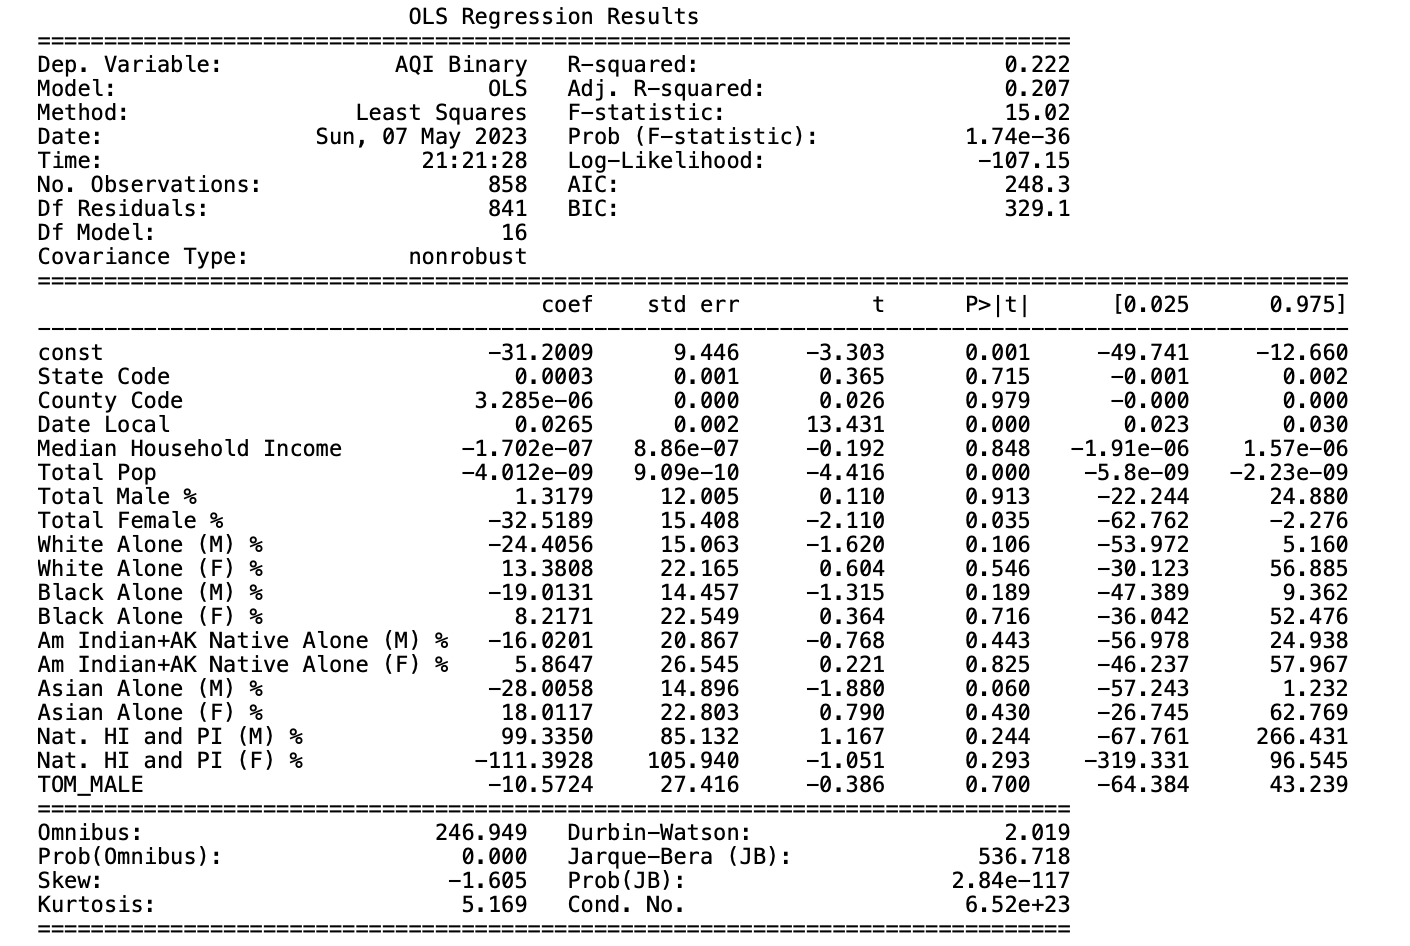 OLS Regression Results
==============================================================================
Dep. Variable:             AQI Binary   R-squared:                       0.222
Model:                            OLS   Adj. R-squared:                  0.207
Method:                 Least Squares   F-statistic:                     15.02
Date:                Sun, 07 May 2023   Prob (F-statistic):           1.74e-36
Time:                        21:21:28   Log-Likelihood:                -107.15
No. Observations:                 858   AIC:                             248.3
Df Residuals:                     841   BIC:                             329.1
Df Model:                          16
Covariance Type:            nonrobust
===================================================================================================
coef    std err          t      P>|t|      [0.025      0.975]
---------------------------------------------------------------------------------------------------
const                             -31.2009      9.446     -3.303      0.001     -49.741     -12.660
State Code                          0.0003      0.001      0.365      0.715      -0.001       0.002
County Code                      3.285e-06      0.000      0.026      0.979      -0.000       0.000
Date Local                          0.0265      0.002     13.431      0.000       0.023       0.030
Median Household Income         -1.702e-07   8.86e-07     -0.192      0.848   -1.91e-06    1.57e-06
Total Pop                       -4.012e-09   9.09e-10     -4.416      0.000    -5.8e-09   -2.23e-09
Total Male %                        1.3179     12.005      0.110      0.913     -22.244      24.880
Total Female %                    -32.5189     15.408     -2.110      0.035     -62.762      -2.276
White Alone (M) %                 -24.4056     15.063     -1.620      0.106     -53.972       5.160
White Alone (F) %                  13.3808     22.165      0.604      0.546     -30.123      56.885
Black Alone (M) %                 -19.0131     14.457     -1.315      0.189     -47.389       9.362
Black Alone (F) %                   8.2171     22.549      0.364      0.716     -36.042      52.476
Am Indian+AK Native Alone (M) %   -16.0201     20.867     -0.768      0.443     -56.978      24.938
Am Indian+AK Native Alone (F) %     5.8647     26.545      0.221      0.825     -46.237      57.967
Asian Alone (M) %                 -28.0058     14.896     -1.880      0.060     -57.243       1.232
Asian Alone (F) %                  18.0117     22.803      0.790      0.430     -26.745      62.769
Nat. HI and PI (M) %               99.3350     85.132      1.167      0.244     -67.761     266.431
Nat. HI and PI (F) %             -111.3928    105.940     -1.051      0.293    -319.331      96.545
TOM_MALE                          -10.5724     27.416     -0.386      0.700     -64.384      43.239
==============================================================================
Omnibus:                      246.949   Durbin-Watson:                   2.019
Prob(Omnibus):                  0.000   Jarque-Bera (JB):              536.718
Skew:                          -1.605   Prob(JB):                    2.84e-117
Kurtosis:                       5.169   Cond. No.                     6.52e+23
==============================================================================